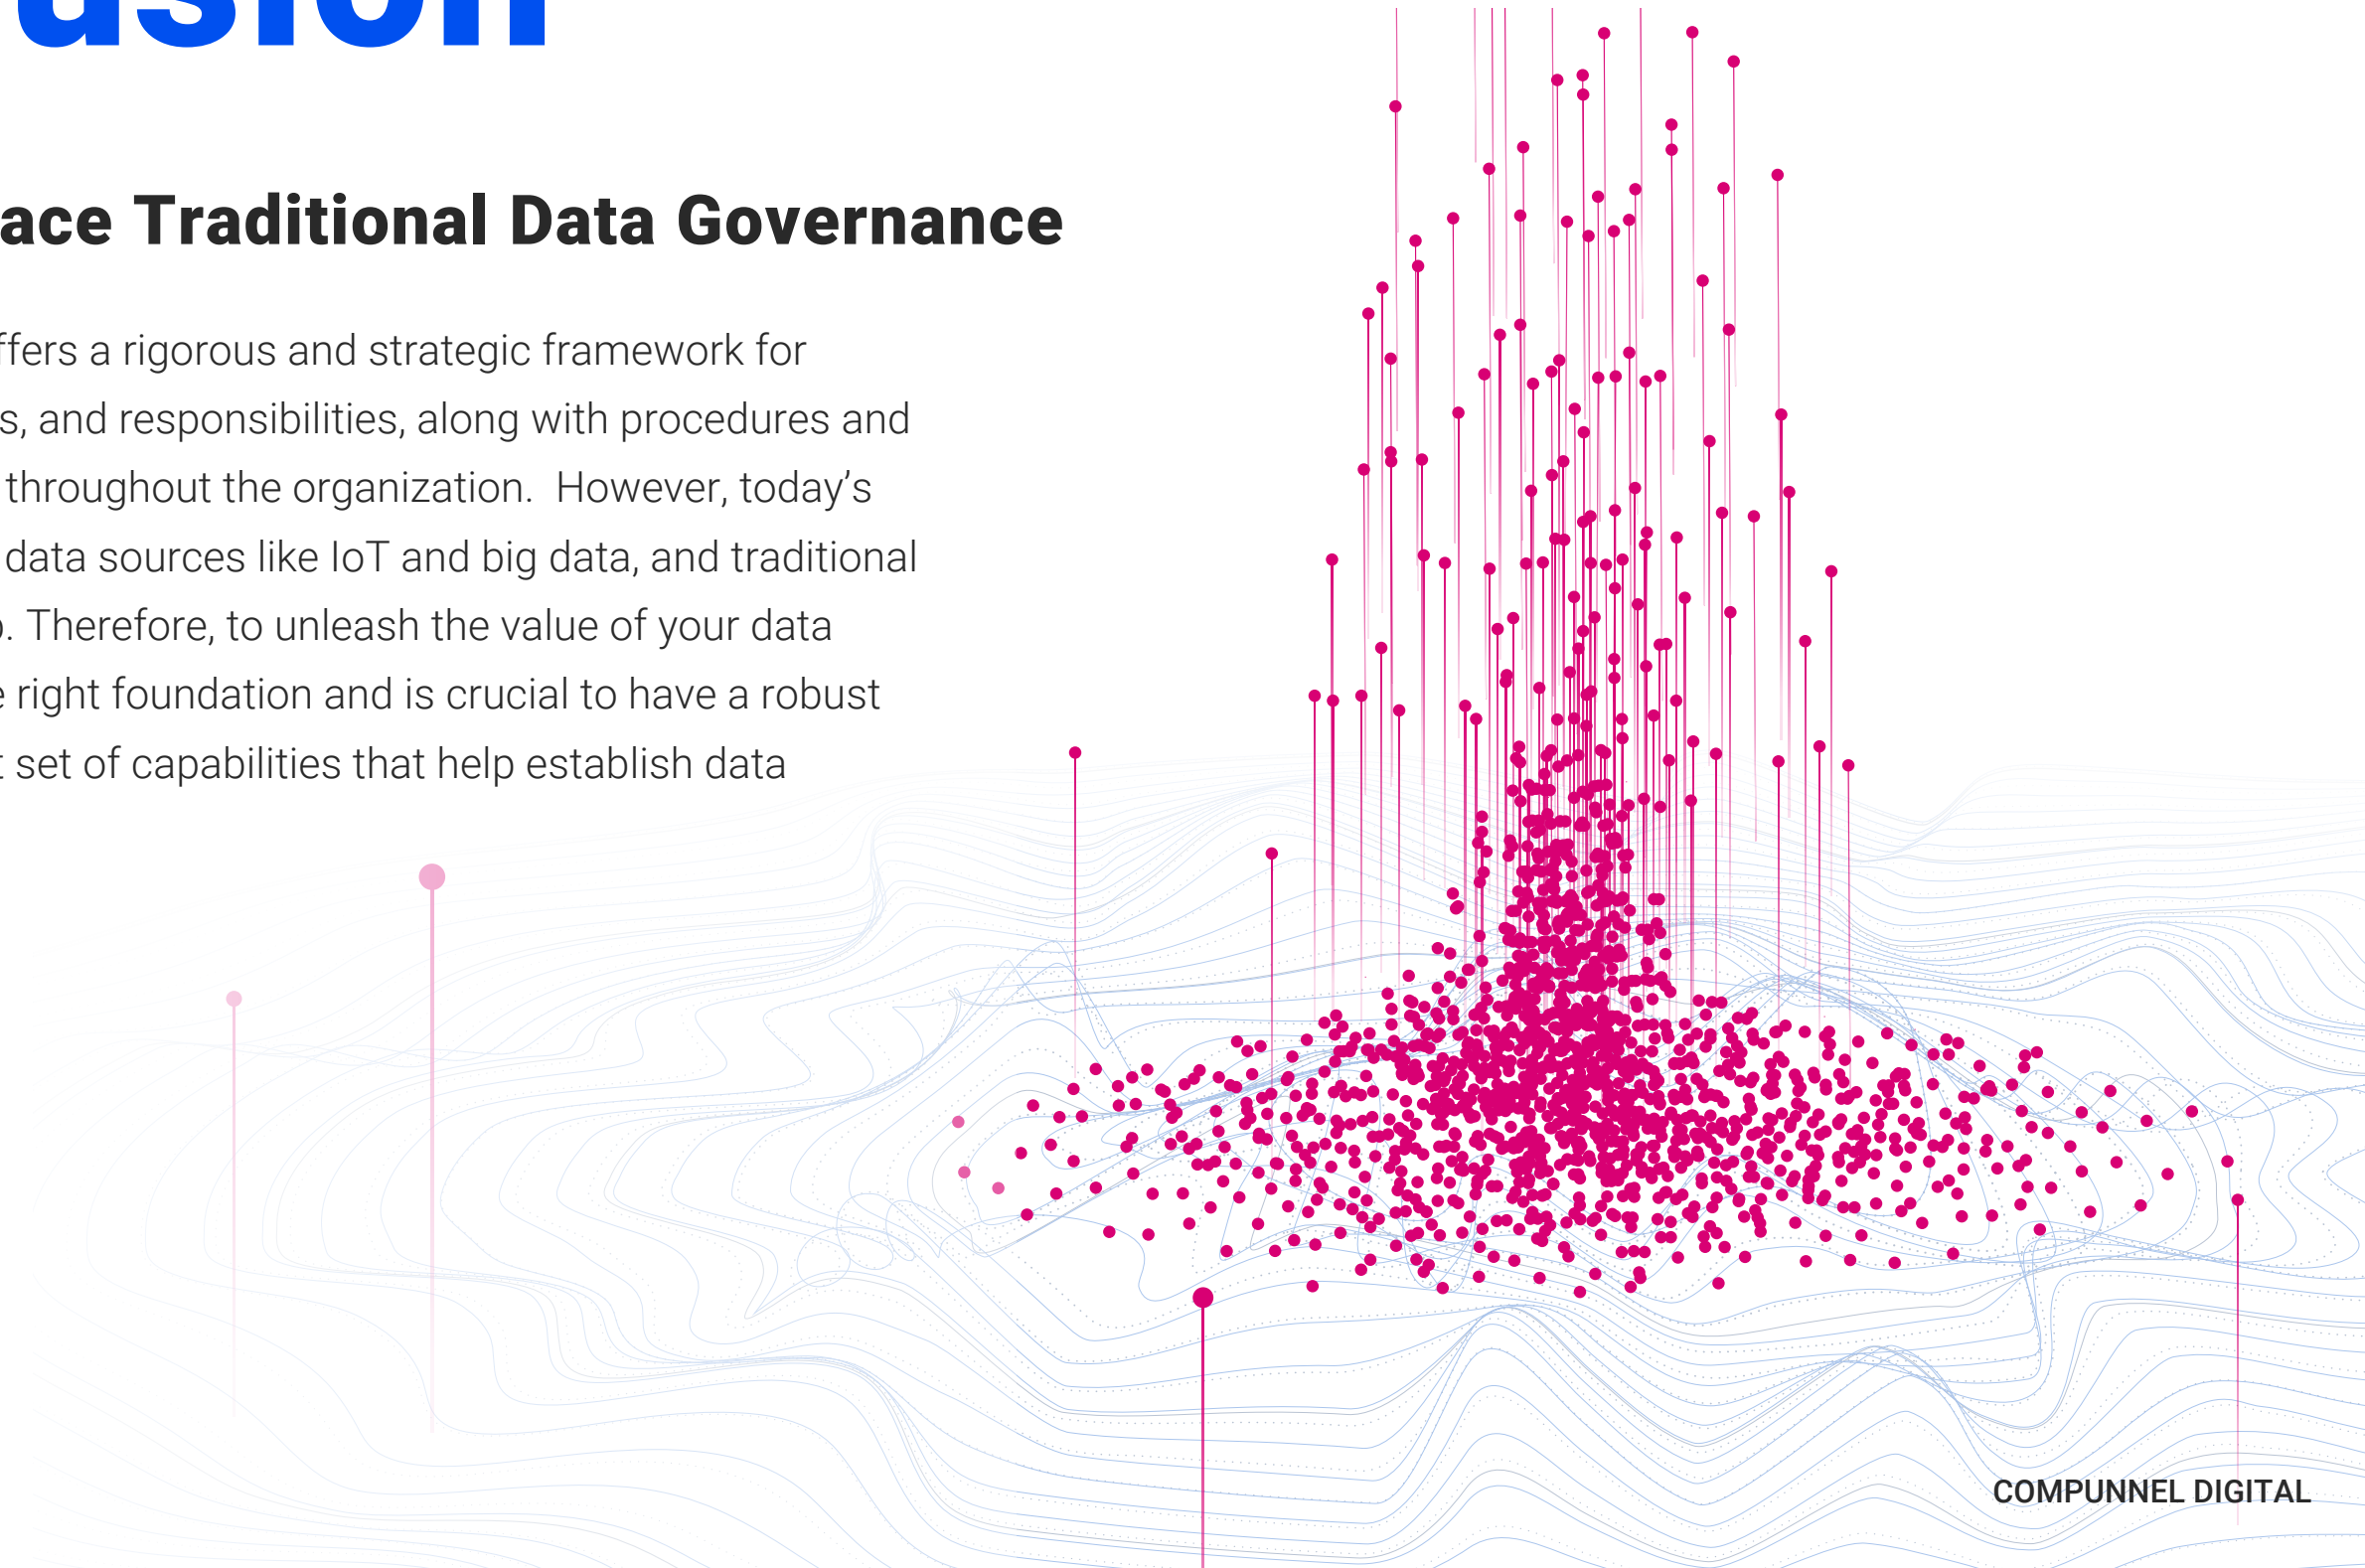 usion
ace Traditional Data Governance
ffers a rigorous and strategic framework for
s, and responsibilities, along with procedures and
throughout the organization.  However, today’s
data sources like IoT and big data, and traditional
. Therefore, to unleash the value of your data
e right foundation and is crucial to have a robust
t set of capabilities that help establish data
COMPUNNEL DIGITAL